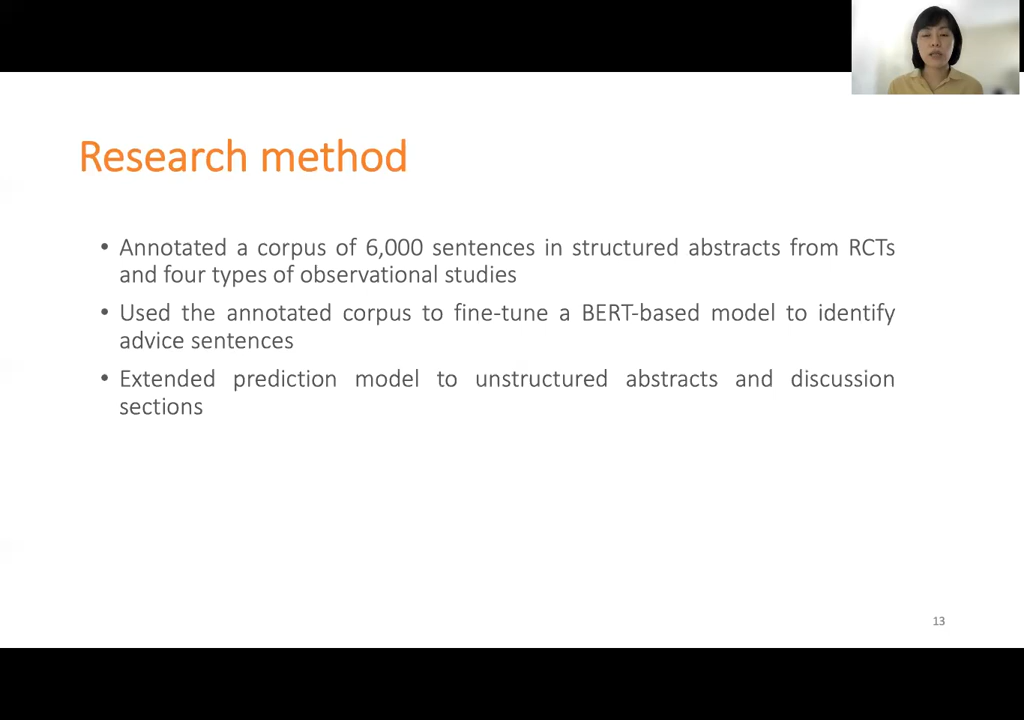 Research method
• Annotated a corpus of 6,000 sentences in structured abstracts from RCTs
and four types of observational studies
• Used the annotated corpus to fine-tune a BERT-based model to identify
advice sentences
• Extended prediction model to unstructured abstracts and discussion
sections
13